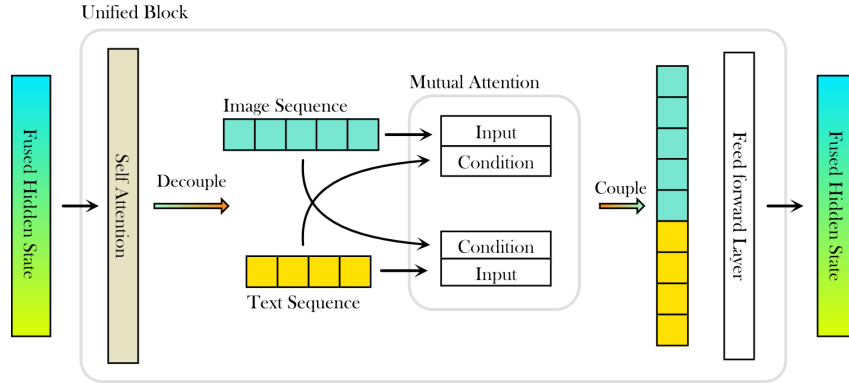 Unified Block
Fused Hidden State
Self Attention
Decouple
Image Sequence
Text Sequence
Mutual Attention
Input
Condition
Condition
Input
Couple
Feed forward Layer
Fused Hidden State